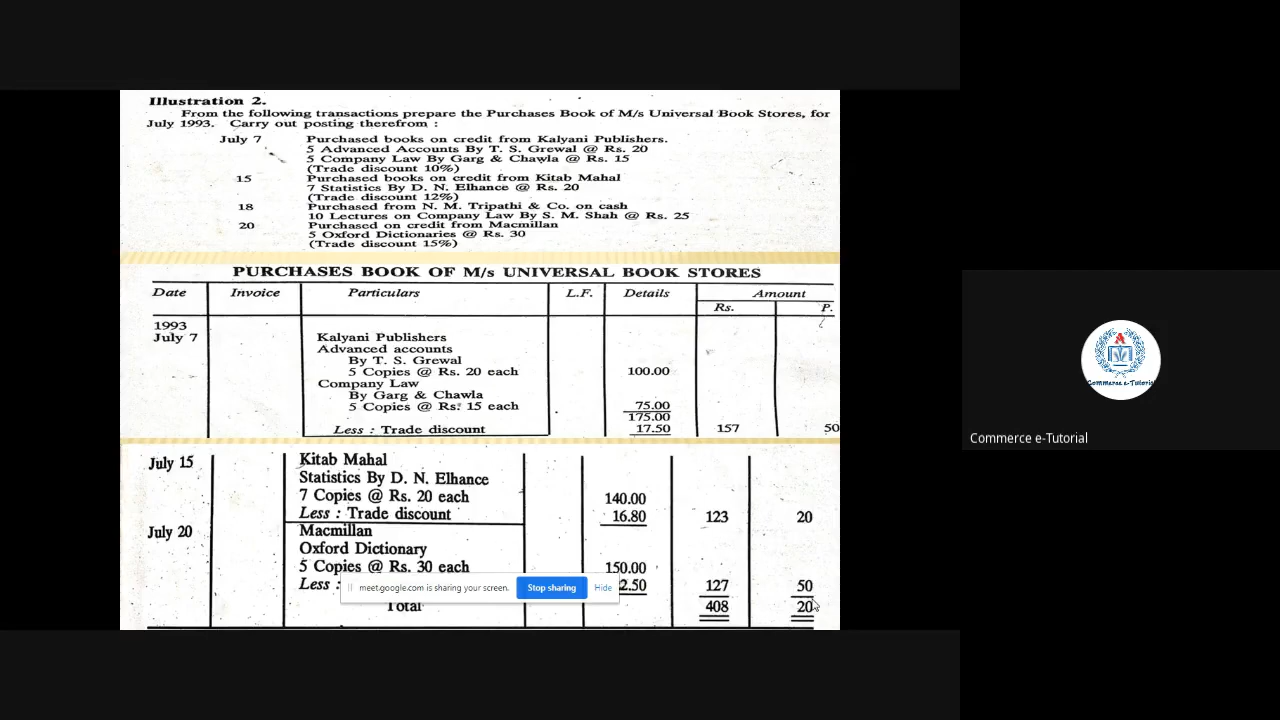 Illustration 2.
From the following transactions prepare the Purchases Book of M/s Universal Book Stores, for
July 1993. Carry out posting therefrom :
July 7 Purchased books on credit from Kalyani Publishers.
5 Advanced Accounts By T. S. Grewal @ Rs. 20
5 Company Law By Garg & Chawla @ Rs. 15
(Trade discount 10%)
15 Purchased books on credit from Kitab Mahal
7 Statistics By D. N. Elhance @ Rs. 20
(Trade discount 12%)
18 Purchased from N. M. Tripathi & Co. on cash
10 Lectures on Company Law By S. M. Shah @ Rs. 25
20 Purchased on credit from Macmillan
5 Oxford Dictionaries @ Rs. 30
(Trade discount 15%)
PURCHASES BOOK OF M/s UNIVERSAL BOOK STORES
Date Invoice Particulars L.F. Details Amount
Rs. P.
1993
July 7 Kalyani Publishers
Advanced accounts
By T. S. Grewal
5 Copies @ Rs. 20 each 100.00
Company Law
By Garg & Chawla
5 Copies @ Rs. 15 each 75.00
175.00
Less : Trade discount 17.50 157 50
July 15 Kitab Mahal
Statistics By D. N. Elhance
7 Copies @ Rs. 20 each 140.00
Less : Trade discount 16.80 123 20
July 20 Macmillan
Oxford Dictionary
5 Copies @ Rs. 30 each 150.00
Less : 2.50 127 50
Total 408 20
meet.google.com is sharing your screen. Stop sharing Hide
Commerce e-Tutorial
Commerce e-Tutorial